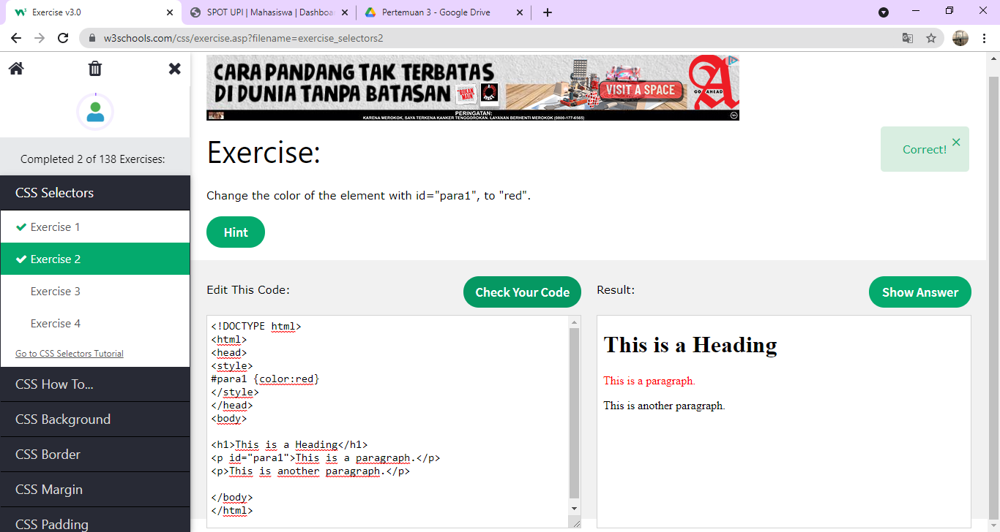 Exercise v3.0
SPOT UPI | Mahasiswa | Dashboa
Pertemuan 3 - Google Drive
w3schools.com/css/exercise.asp?filename=exercise_selectors2
CARA PANDANG TAK TERBATAS
DI DUNIA TANPA BATASAN
"BUKAN MAIN"
VISIT A SPACE
A
GO AHEAD
PERINGATAN:
KARENA MEROKOK, SAYA TERKENA KANKER TENGGOROKAN. LAYANAN BERHENTI MEROKOK (0800-177-6565)
Completed 2 of 138 Exercises:
CSS Selectors
Exercise 1
Exercise 2
Exercise 3
Exercise 4
Go to CSS Selectors Tutorial
CSS How To...
CSS Background
CSS Border
CSS Margin
CSS Padding
Exercise:
Correct!
Change the color of the element with id="para1", to "red".
Hint
Edit This Code:
Check Your Code
Result:
Show Answer
<!DOCTYPE html>
<html>
<head>
<style>
#para1 {color:red}
</style>
</head>
<body>
<h1>This is a Heading</h1>
<p id="para1">This is a paragraph.</p>
<p>This is another paragraph.</p>
</body>
</html>
This is a Heading
This is a paragraph.
This is another paragraph.